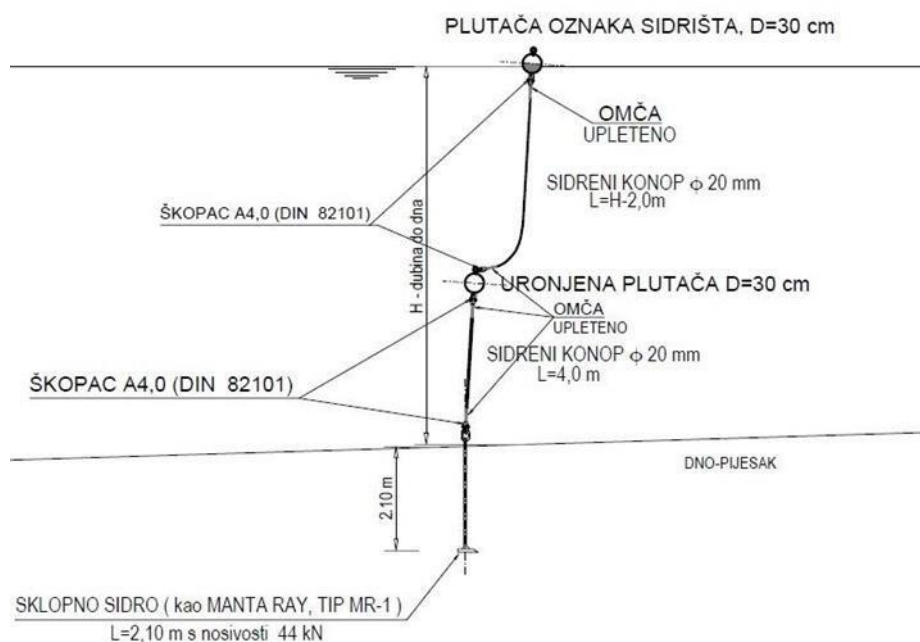 PLUTAČA OZNAKA SIDRIŠTA, D=30 cm
OMČA
UPLETENO
SIDRENI KONOP ϕ 20 mm
L=H-2,0m
ŠKOPAC A4,0 (DIN 82101)
H - dubina do dna
URONJENA PLUTAČA D=30 cm
OMČA
UPLETENO
SIDRENI KONOP ϕ 20 mm
L=4,0 m
ŠKOPAC A4,0 (DIN 82101)
DNO-PIJESAK
2,10 m
SKLOPNO SIDRO ( kao MANTA RAY, TIP MR-1 )
L=2,10 m s nosivosti 44 kN